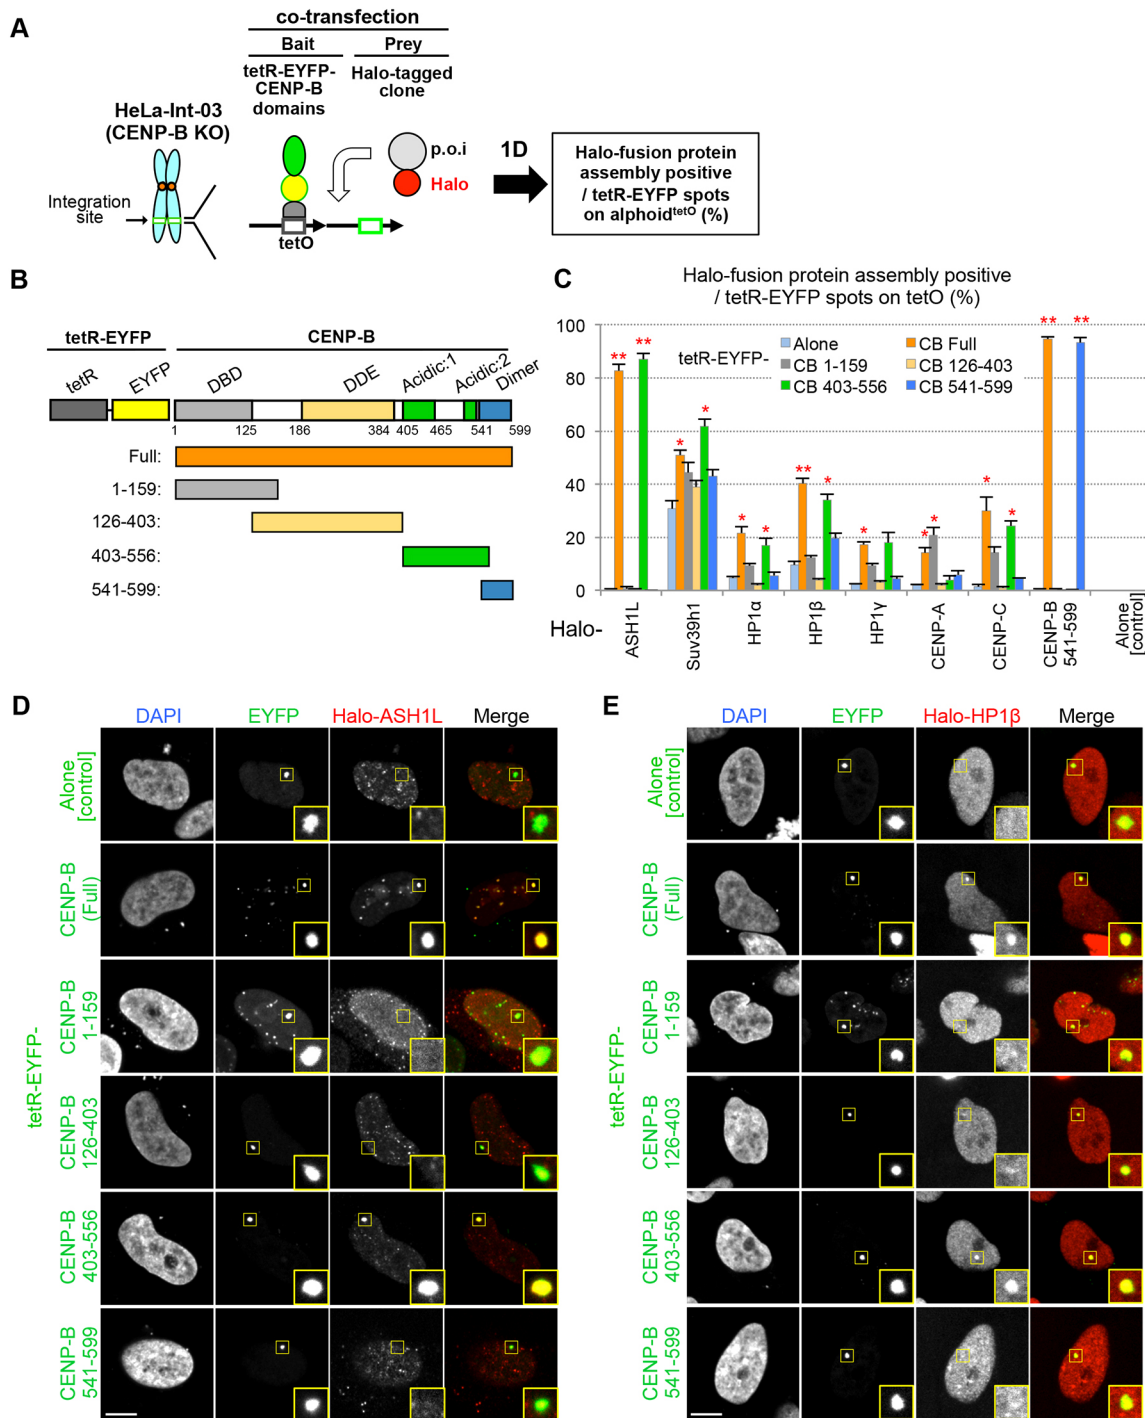 A
co-transfection
Bait
Prey
tetR-EYFP-
CENP-B
domains
Halo-tagged
clone
HeLa-Int-03
(CENP-B KO)
p.o.i
Halo
1D
Integration
site
tetO
Halo-fusion protein
assembly positive
/ tetR-EYFP spots
on alphoidtetO (%)
B
tetR-EYFP
CENP-B
tetR
EYFP
DBD
DDE
Acidic:1
Acidic:2
Dimer
1
125
186
384
405
465
541
599
Full:
1-159:
126-403:
403-556:
541-599:
C
Halo-fusion protein assembly positive
/ tetR-EYFP spots on tetO (%)
100
80
60
40
20
0
tetR-EYFP-
Alone
CB Full
CB 1-159
CB 126-403
CB 403-556
CB 541-599
**
**
*
*
*
*
**
*
*
*
*
*
*
**
**
Halo-
ASH1L
Suv39h1
HP1α
HP1β
HP1γ
CENP-A
CENP-C
CENP-B
541-599
Alone
[control]
D
DAPI
EYFP
Halo-ASH1L
Merge
tetR-EYFP-
Alone
[control]
CENP-B
(Full)
CENP-B
1-159
CENP-B
126-403
CENP-B
403-556
CENP-B
541-599
E
DAPI
EYFP
Halo-HP1β
Merge
tetR-EYFP-
Alone
[control]
CENP-B
(Full)
CENP-B
1-159
CENP-B
126-403
CENP-B
403-556
CENP-B
541-599